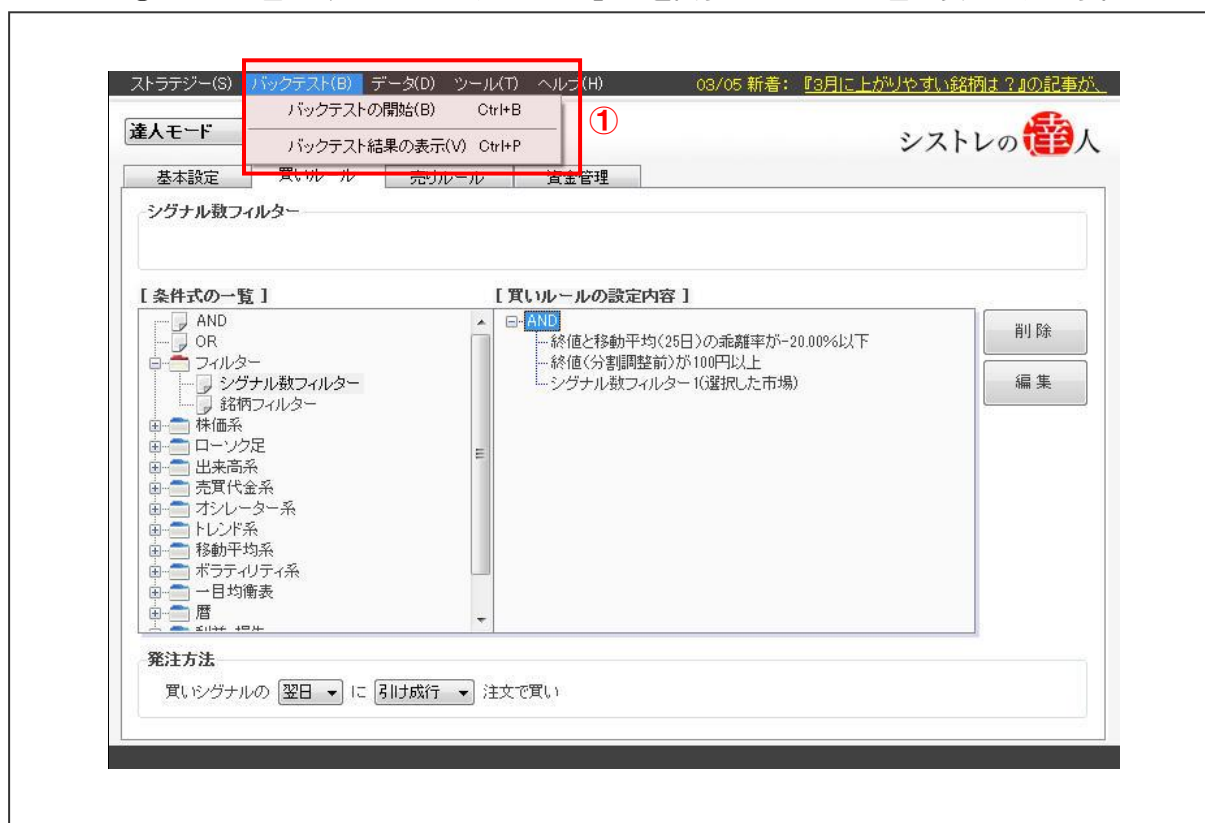 ストラテジー(S) バックテスト(B) データ(D) ツール(T) ヘルプ(H) 03/05 新着: 『3月に上がりやすい銘柄は?』の記事が、
バックテストの開始(B) Ctrl+B
①
バックテスト結果の表示(V) Ctrl+P
達人モード
シストレの達人
基本設定 買いルール 売りルール 資金管理
シグナル数フィルター
[ 条件式の一覧 ]
AND
OR
フィルター
シグナル数フィルター
銘柄フィルター
株価系
ローソク足
出来高系
売買代金系
オシレーター系
トレンド系
移動平均系
ボラティリティ系
一目均衡表
暦
[ 買いルールの設定内容 ]
AND
終値と移動平均(25日)の乖離率が-20.00%以下
終値(分割調整前)が100円以上
シグナル数フィルター1(選択した市場)
削除
編集
発注方法
買いシグナルの 翌日 に 引け成行 注文で買い